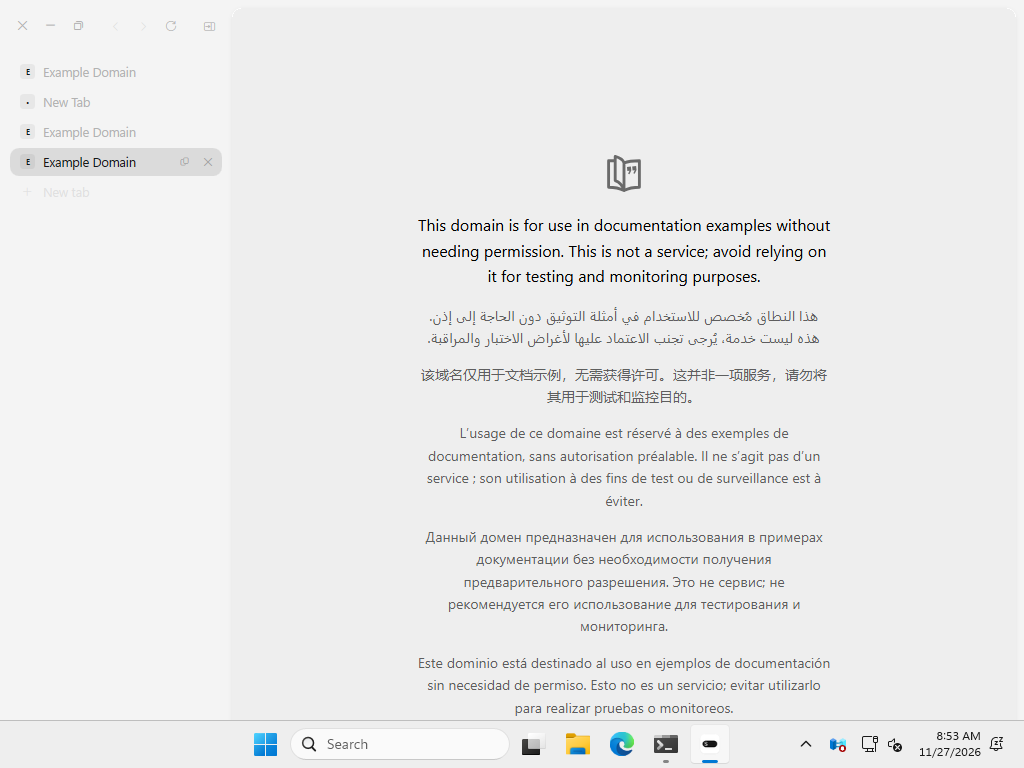 E Example Domain
New Tab
E Example Domain
E Example Domain
+ New tab
This domain is for use in documentation examples without
needing permission. This is not a service; avoid relying on
it for testing and monitoring purposes.
هذا النطاق مُخصص للاستخدام في أمثلة التوثيق دون الحاجة إلى إذن.
هذه ليست خدمة، يُرجى تجنب الاعتماد عليها لأغراض الاختبار والمراقبة.
该域名仅用于文档示例，无需获得许可。这并非一项服务，请勿将
其用于测试和监控目的。
L’usage de ce domaine est réservé à des exemples de
documentation, sans autorisation préalable. Il ne s’agit pas d’un
service ; son utilisation à des fins de test ou de surveillance est à
éviter.
Данный домен предназначен для использования в примерах
документации без необходимости получения
предварительного разрешения. Это не сервис; не
рекомендуется его использование для тестирования и
мониторинга.
Este dominio está destinado al uso en ejemplos de documentación
sin necesidad de permiso. Esto no es un servicio; evitar utilizarlo
para realizar pruebas o monitoreos.
Search
8:53 AM
11/27/2026